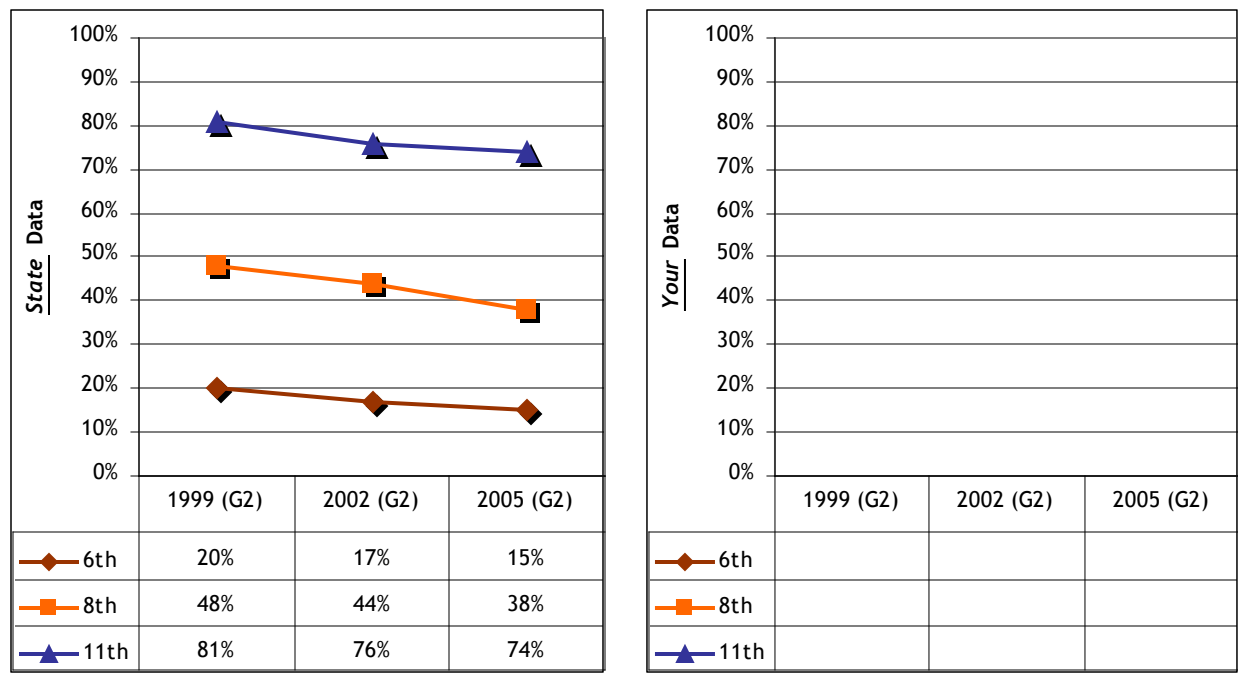 100%
90%
80%
70%
60%
50%
40%
30%
20%
10%
0%
State Data
1999 (G2) 2002 (G2) 2005 (G2)
6th 20% 17% 15%
8th 48% 44% 38%
11th 81% 76% 74%
100%
90%
80%
70%
60%
50%
40%
30%
20%
10%
0%
Your Data
1999 (G2) 2002 (G2) 2005 (G2)
6th
8th
11th